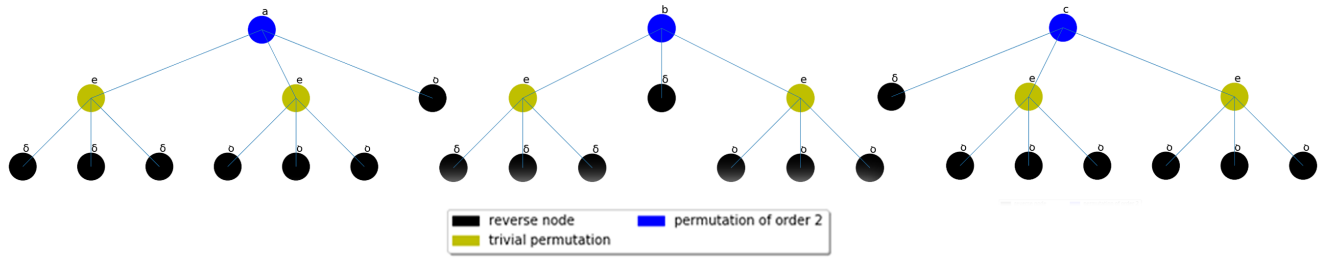 a b c
e e δ e δ e δ e e
δ δ δ δ δ δ δ δ δ δ δ δ δ δ δ δ δ δ
reverse node permutation of order 2
trivial permutation